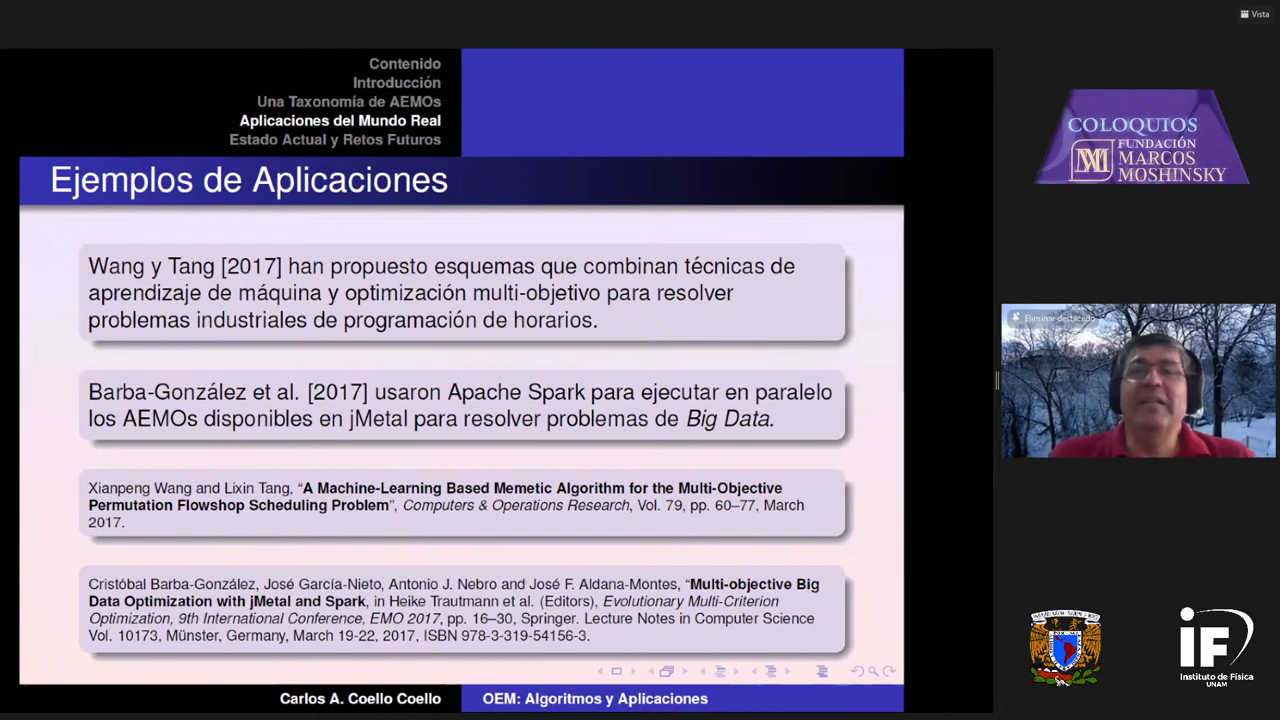 Vista
Contenido
Introducción
Una Taxonomía de AEMOs
Aplicaciones del Mundo Real
Estado Actual y Retos Futuros
Ejemplos de Aplicaciones
Wang y Tang [2017] han propuesto esquemas que combinan técnicas de
aprendizaje de máquina y optimización multi-objetivo para resolver
problemas industriales de programación de horarios.
Barba-González et al. [2017] usaron Apache Spark para ejecutar en paralelo
los AEMOs disponibles en jMetal para resolver problemas de Big Data.
Xianpeng Wang and Lixin Tang, “A Machine-Learning Based Memetic Algorithm for the Multi-Objective
Permutation Flowshop Scheduling Problem”, Computers & Operations Research, Vol. 79, pp. 60–77, March
2017.
Cristóbal Barba-González, José García-Nieto, Antonio J. Nebro and José F. Aldana-Montes, “Multi-objective Big
Data Optimization with jMetal and Spark, in Heike Trautmann et al. (Editors), Evolutionary Multi-Criterion
Optimization, 9th International Conference, EMO 2017, pp. 16–30, Springer. Lecture Notes in Computer Science
Vol. 10173, Münster, Germany, March 19-22, 2017, ISBN 978-3-319-54156-3.
Carlos A. Coello Coello
OEM: Algoritmos y Aplicaciones
COLOQUIOS
FUNDACIÓN
MARCOS
MOSHINSKY
Eliminar destacado
iF
Instituto de Física
UNAM